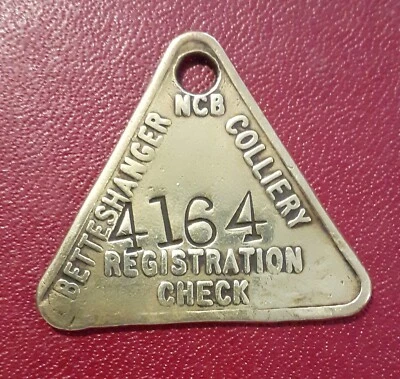 NCB
BETTESHANGER
COLLIERY
4164
REGISTRATION
CHECK